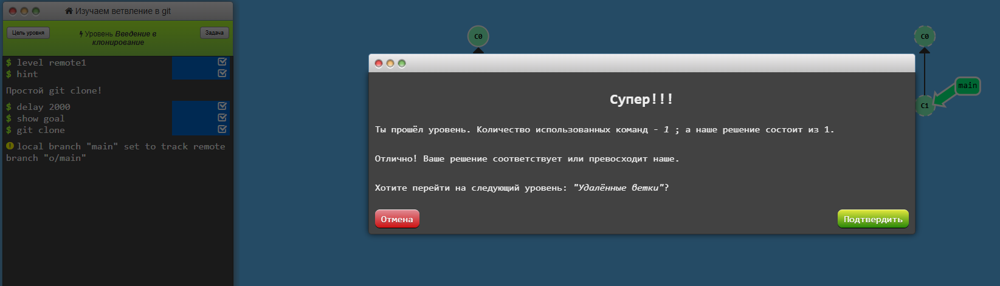 Изучаем ветвление в git
Цель уровня
Уровень Введение в
клонирование
Задача
$ level remote1
$ hint
Простой git clone!
$ delay 2000
$ show goal
$ git clone
local branch "main" set to track remote
branch "o/main"
C0
Супер!!!
Ты прошёл уровень. Количество использованных команд - 1 ; а наше решение состоит из 1.
Отлично! Ваше решение соответствует или превосходит наше.
Хотите перейти на следующий уровень: "Удалённые ветки"?
Отмена
Подтвердить
C0
main
C1